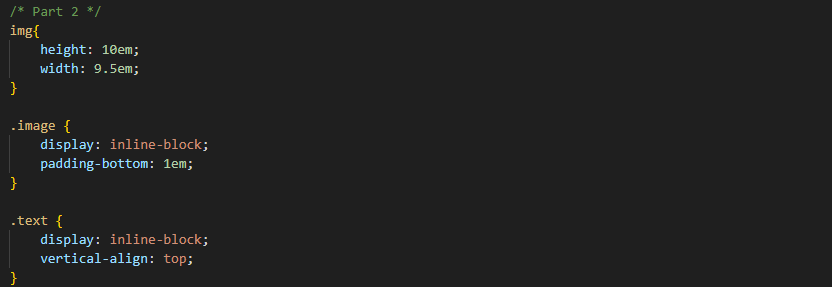 /* Part 2 */
img{
    height: 10em;
    width: 9.5em;
}

.image {
    display: inline-block;
    padding-bottom: 1em;
}

.text {
    display: inline-block;
    vertical-align: top;
}